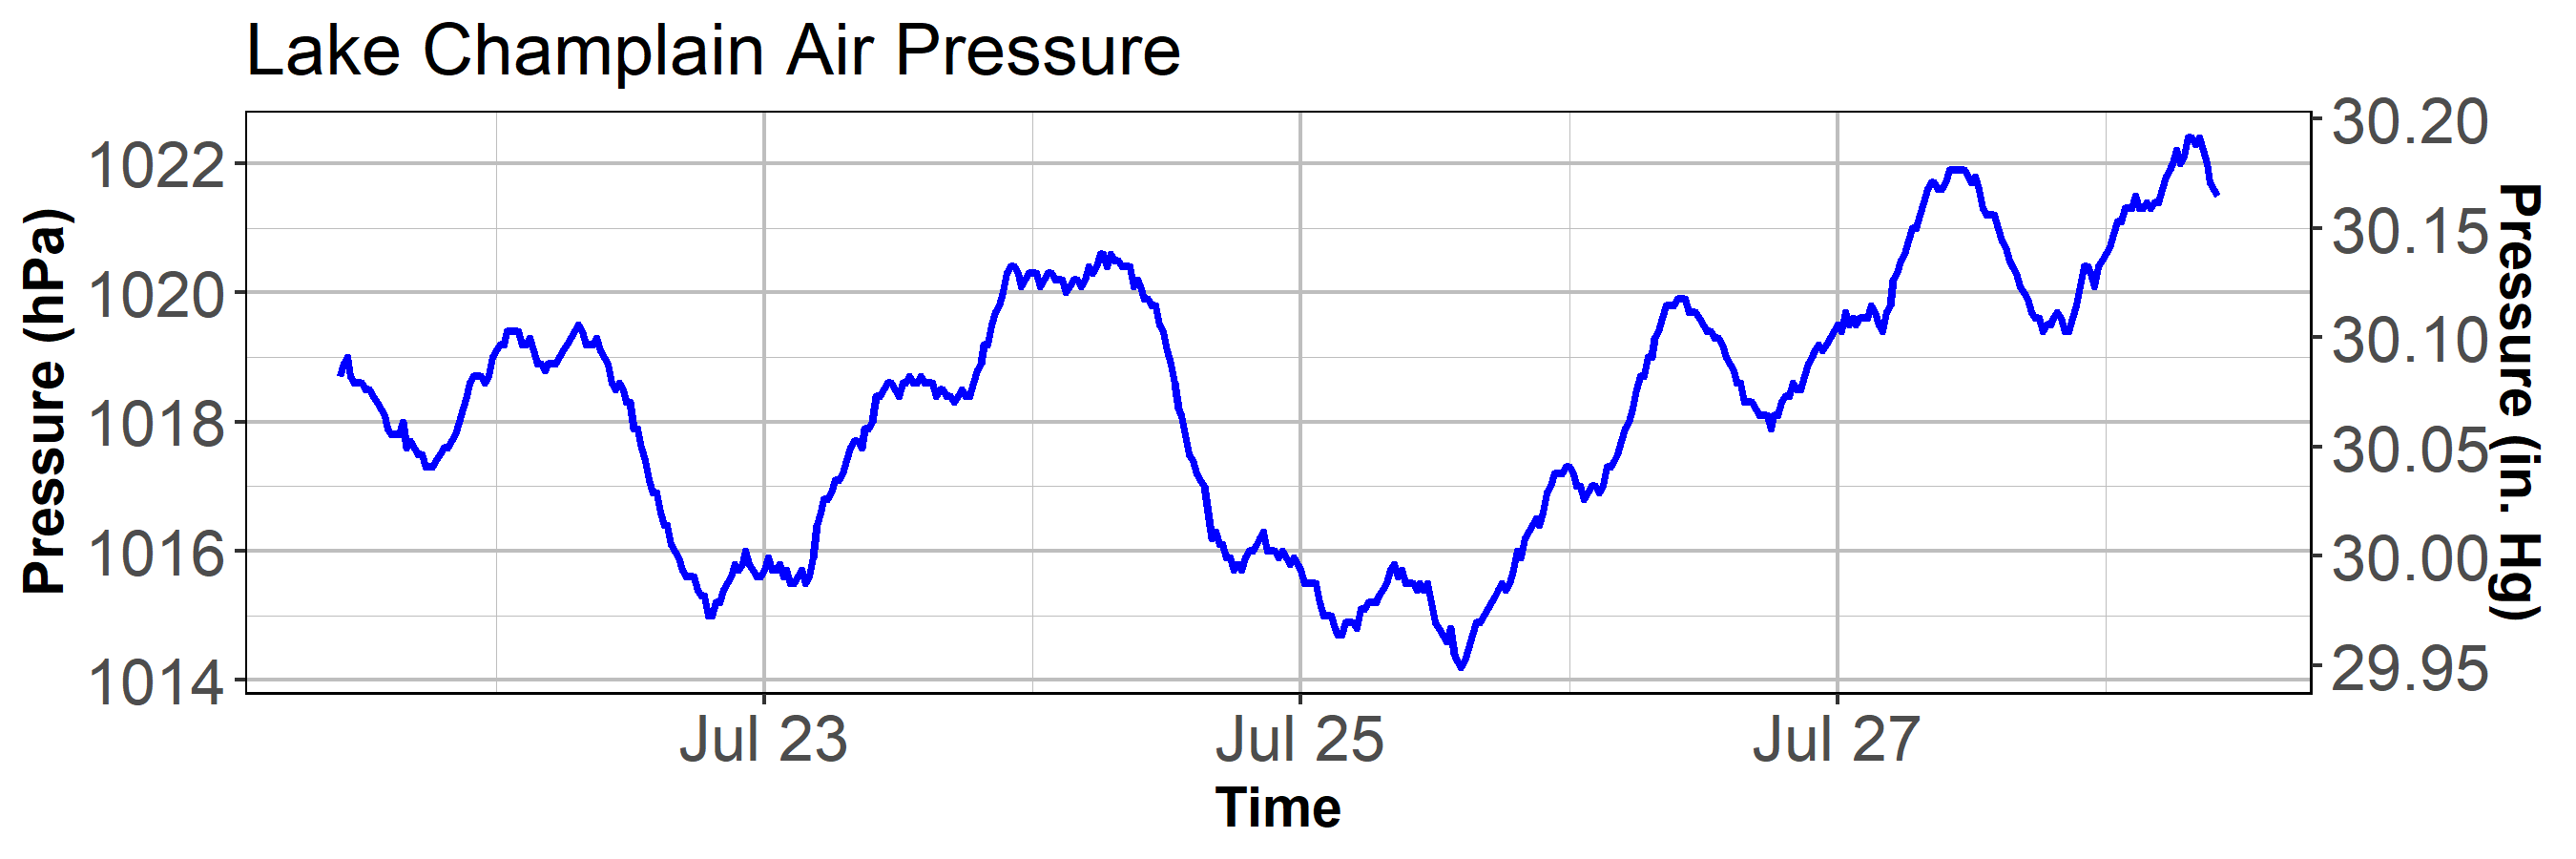 Lake Champlain Air Pressure
Pressure (hPa)
1022
1020
1018
1016
1014
30.20
30.15
30.10
30.05
30.00
29.95
Pressure (in. Hg)
Jul 23 Jul 25 Jul 27
Time